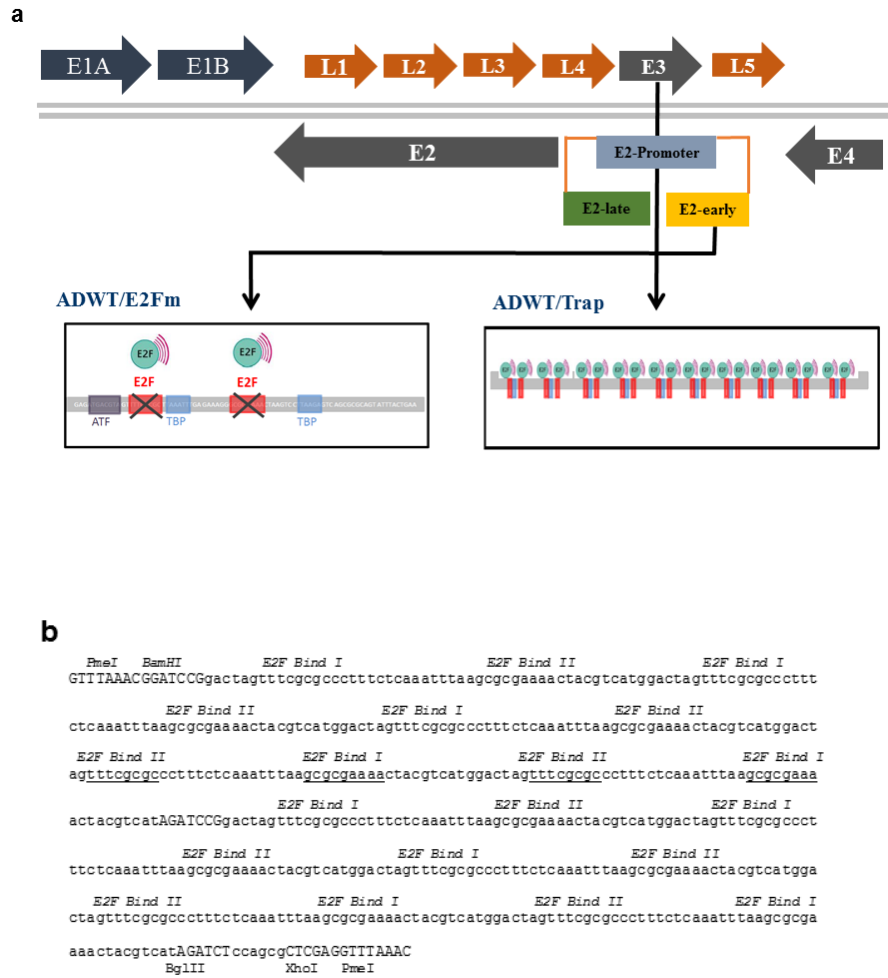 a
E1A E1B L1 L2 L3 L4 E3 L5
E2 E2-Promoter E4
E2-late E2-early
ADWT/E2Fm ADWT/Trap
E2F E2F
E2F E2F
ATF TBP TBP
b
PmeI BamHI E2F Bind I E2F Bind II E2F Bind I
GTTTAAACGGATCCGgactagtttcgcgccctttctcaaatttaagcgcgaaaactacgtcatggactagtttcgcgcccttt
E2F Bind II E2F Bind I E2F Bind II
ctcaaatttaagcgcgaaaactacgtcatggactagtttcgcgccctttctcaaatttaagcgcgaaaactacgtcatggact
E2F Bind II E2F Bind I E2F Bind II E2F Bind I
agtttcgcgccctttctcaaatttaagcgcgaaaactacgtcatggactagtttcgcgccctttctcaaatttaagcgcgaaa
E2F Bind I E2F Bind II E2F Bind I
actacgtcatAGATCCGgactagtttcgcgccctttctcaaatttaagcgcgaaaactacgtcatggactagtttcgcgccct
E2F Bind II E2F Bind I E2F Bind II
ttctcaaatttaagcgcgaaaactacgtcatggactagtttcgcgccctttctcaaatttaagcgcgaaaactacgtcatgga
E2F Bind II E2F Bind I E2F Bind II E2F Bind I
ctagtttcgcgccctttctcaaatttaagcgcgaaaactacgtcatggactagtttcgcgccctttctcaaatttaagcgcga
aaactacgtcatAGATCTccagcgCTCGAGGTTTAAAC
BglII XhoI PmeI